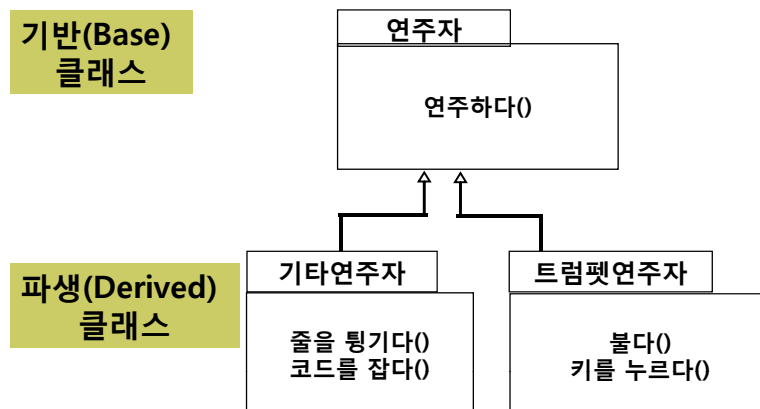 기반(Base)
클래스
연주자
연주하다()
파생(Derived)
클래스
기타연주자
줄을 튕기다()
코드를 잡다()
트럼펫연주자
불다()
키를 누르다()